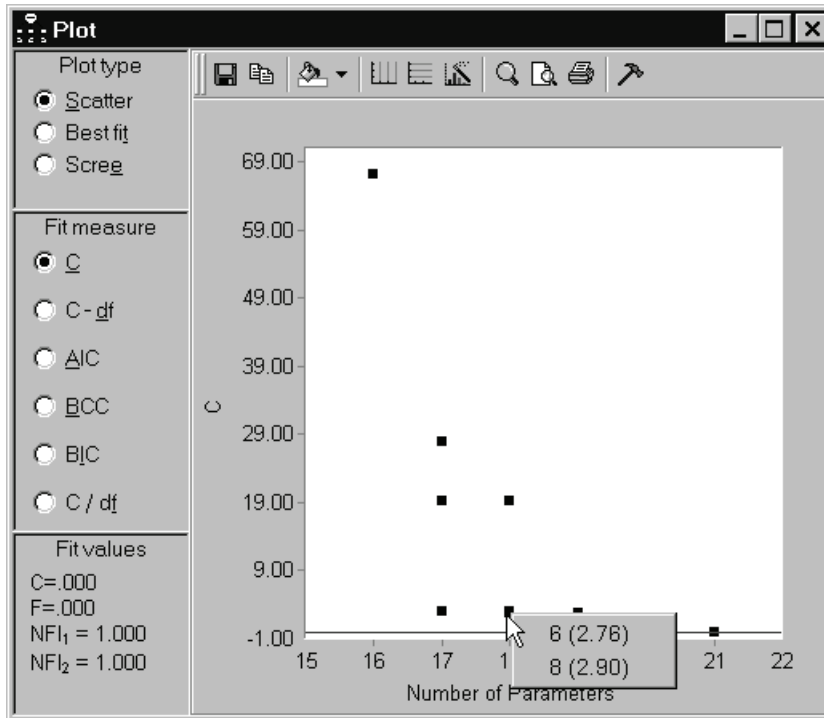 Plot
Plot type
Scatter
Best fit
Scree
Fit measure
C
C - df
AIC
BCC
BIC
C / df
Fit values
C=.000
F=.000
NFI₁ = 1.000
NFI₂ = 1.000
69.00
59.00
49.00
39.00
29.00
19.00
9.00
-1.00
C
15 16 17 1 21 22
Number of Parameters
6 (2.76)
8 (2.90)